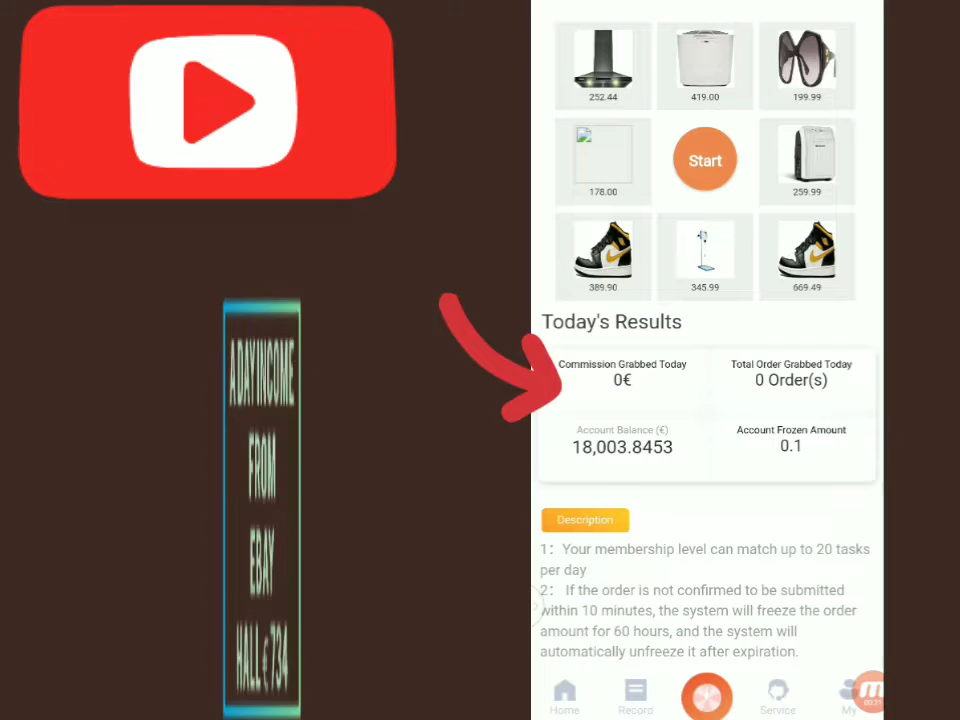 252.44
419.00
199.99
178.00
Start
259.99
389.90
345.99
669.49
Today's Results
Commission Grabbed Today
Total Order Grabbed Today
0€
0 Order(s)
Account Balance (€)
Account Frozen Amount
18,003.8453
0.1
Description
1: Your membership level can match up to 20 tasks
per day
2: If the order is not confirmed to be submitted
within 10 minutes, the system will freeze the order
amount for 60 hours, and the system will
automatically unfreeze it after expiration.
Home
Record
Service
My
A DAY INCOME
FROM
EBAY
HALL € 734